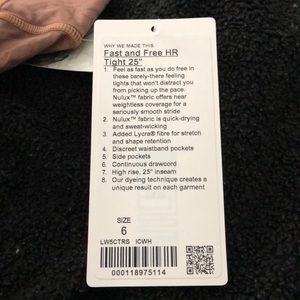 WHY WE MADE THIS
Fast and Free HR
Tight 25"
1. Feel as fast as you do free in
these barely-there feeling
tights that won't distract you
from picking up the pace.
Nulux™ fabric offers near
weightless coverage for a
seriously smooth stride
2. Nulux™ fabric is quick-drying
and sweat-wicking
3. Added Lycra® fibre for stretch
and shape retention
4. Discreet waistband pockets
5. Side pockets
6. Continuous drawcord
7. High rise, 25" inseam
8. Our dyeing technique creates a
unique result on each garment
SIZE
6
LW5CTRS ICWH
000118975114